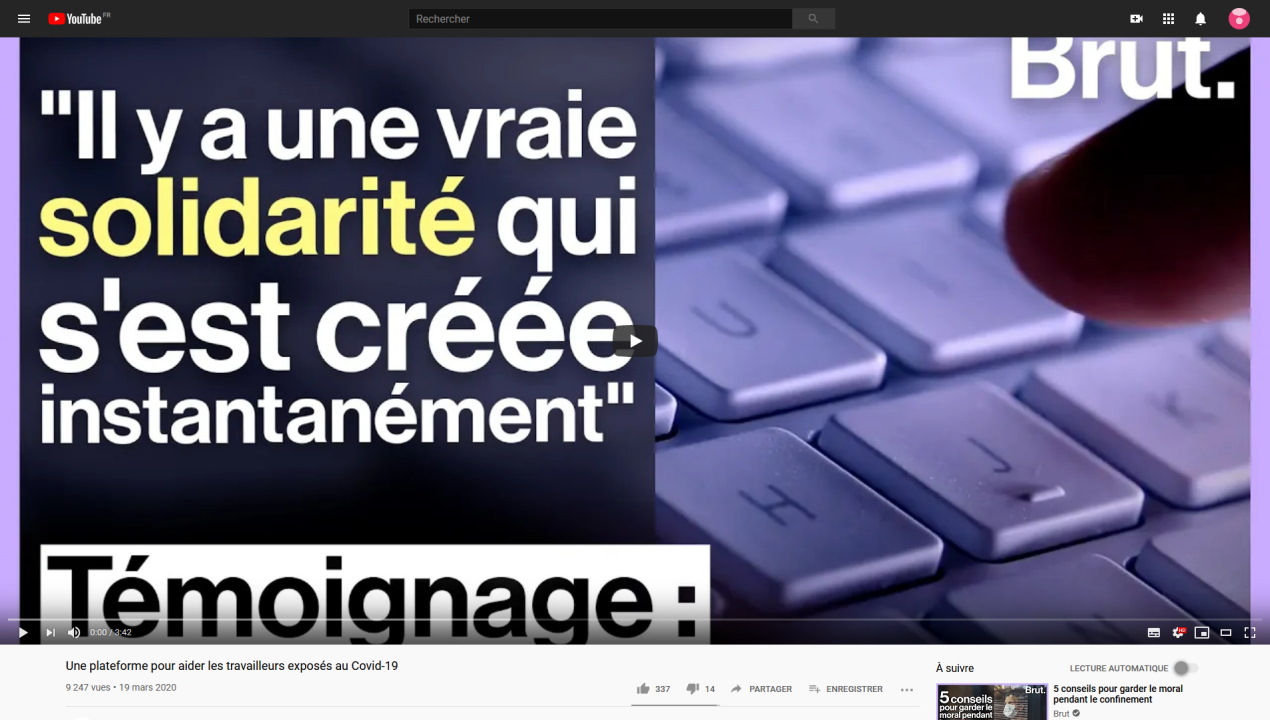 YouTube FR
Rechercher
Brut.
"Il y a une vraie
solidarité qui
s'est créée
instantanément"
Témoignage :
0:00 / 3:42
HD
U
J
K
H
Une plateforme pour aider les travailleurs exposés au Covid-19
9 247 vues • 19 mars 2020
337
14
PARTAGER
ENREGISTRER
À suivre
LECTURE AUTOMATIQUE
5 conseils
pour garder le
moral pendant
Brut.
5 conseils pour garder le moral
pendant le confinement
Brut